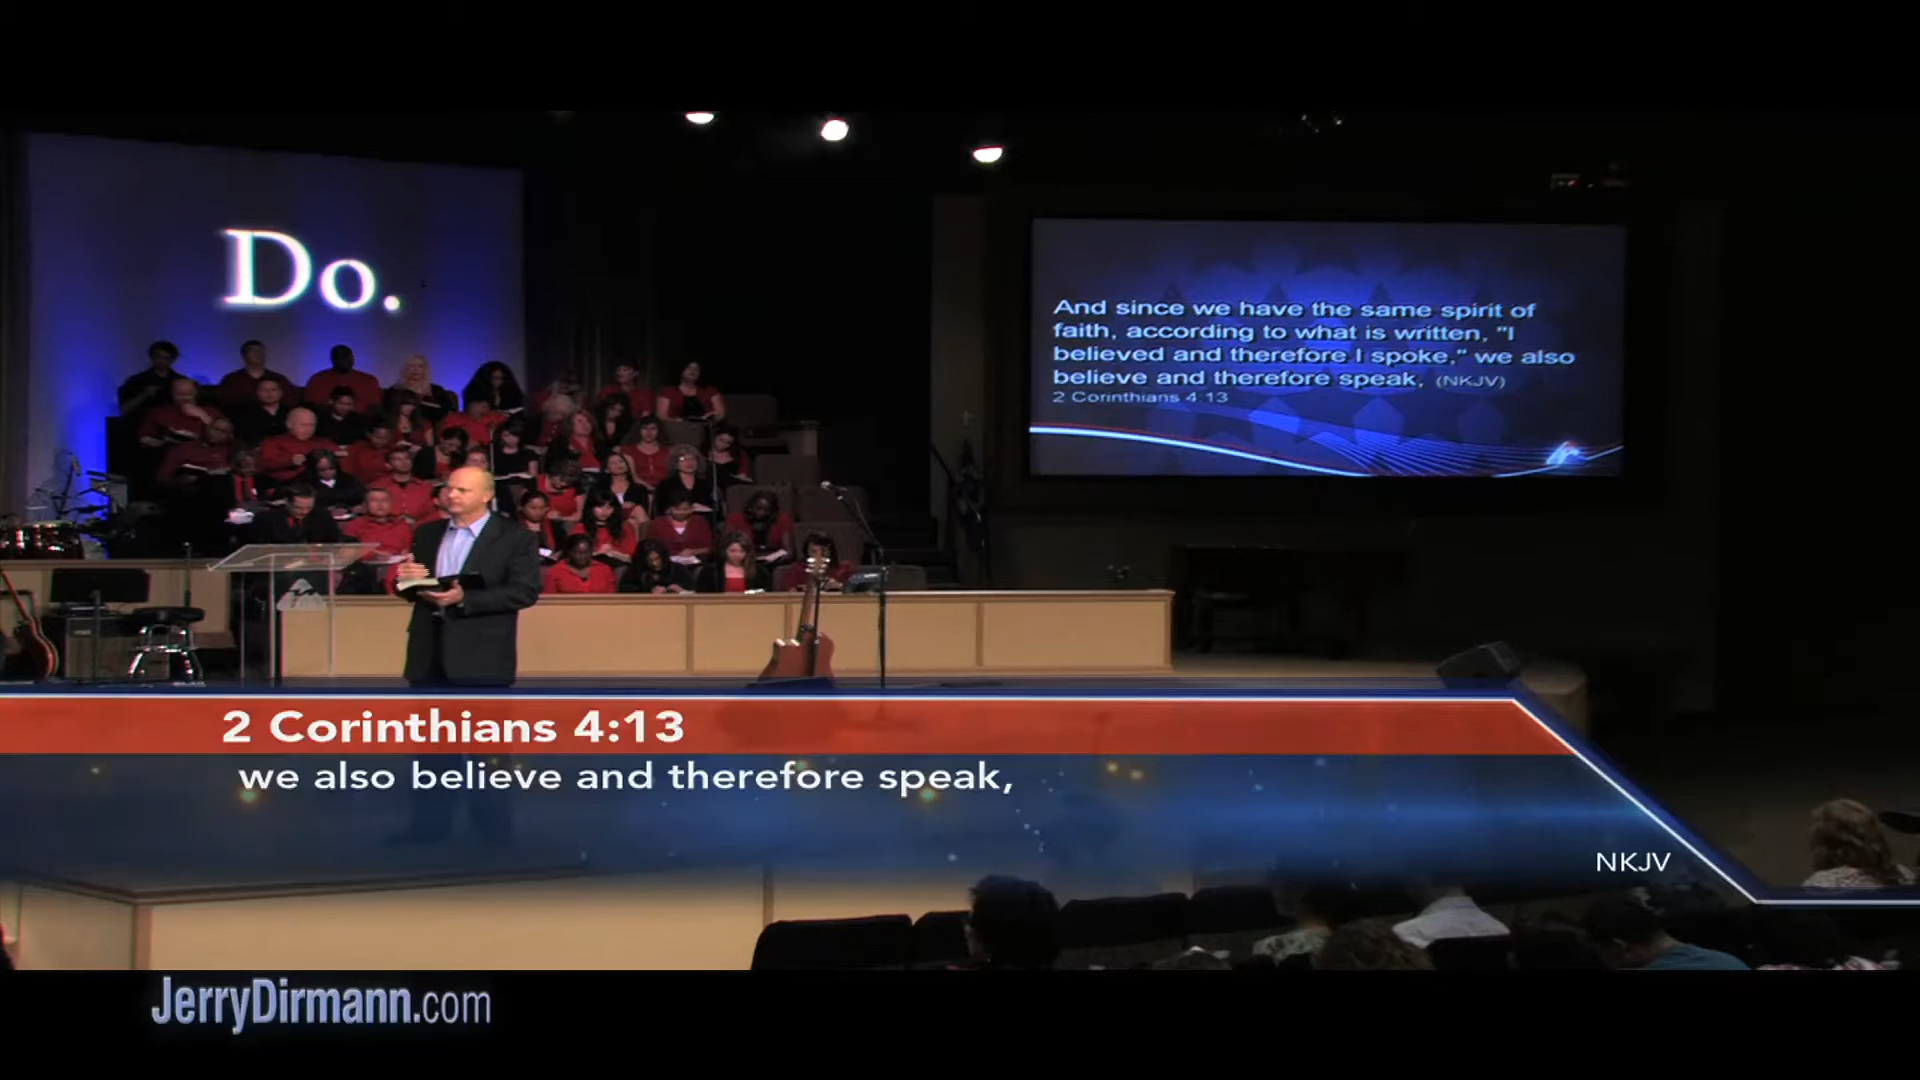 Do.
And since we have the same spirit of
faith, according to what is written, "I
believed and therefore I spoke," we also
believe and therefore speak, (NKJV)
2 Corinthians 4:13
2 Corinthians 4:13
we also believe and therefore speak,
NKJV
JerryDirmann.com